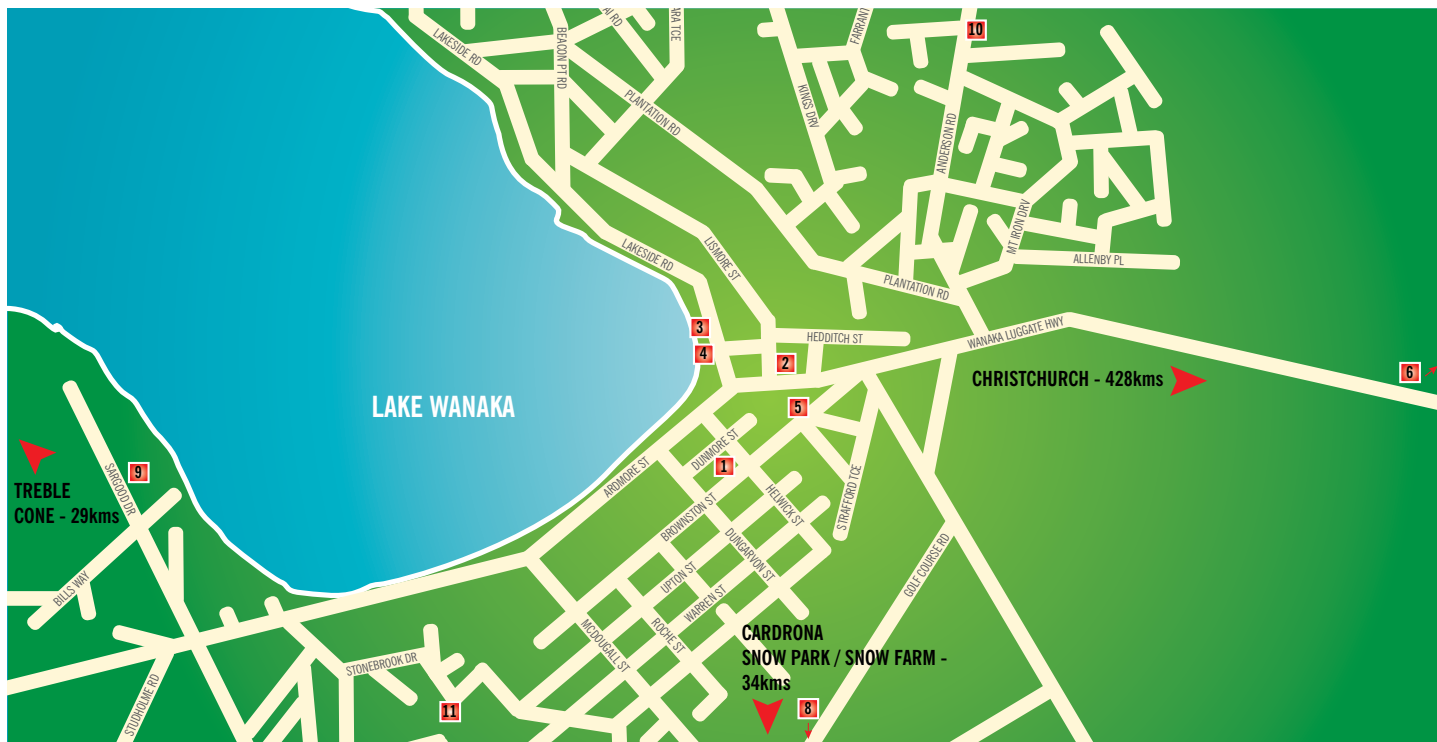 LAKESIDE RD
BEACON PT RD
RD
ARA TCE
PLANTATION RD
KINGS DRV
FARRANT
10
ANDERSON RD
MT IRON DRV
ALLENBY PL
LAKESIDE RD
LISMORE ST
PLANTATION RD
3
4
2
HEDDITCH ST
WANAKA LUGGATE HWY
CHRISTCHURCH - 428kms
6
LAKE WANAKA
5
DUNMORE ST
1
ARDMORE ST
HELWICK ST
STRAFFORD TCE
BROWNSTON ST
DUNGARVON ST
UPTON ST
WARREN ST
ROCHE ST
MCDOUGALL ST
GOLF COURSE RD
9
SARGOOD DR
TREBLE
CONE - 29kms
BILLS WAY
STONEBROOK DR
STUDHOLME RD
11
CARDRONA
SNOW PARK / SNOW FARM -
34kms
8